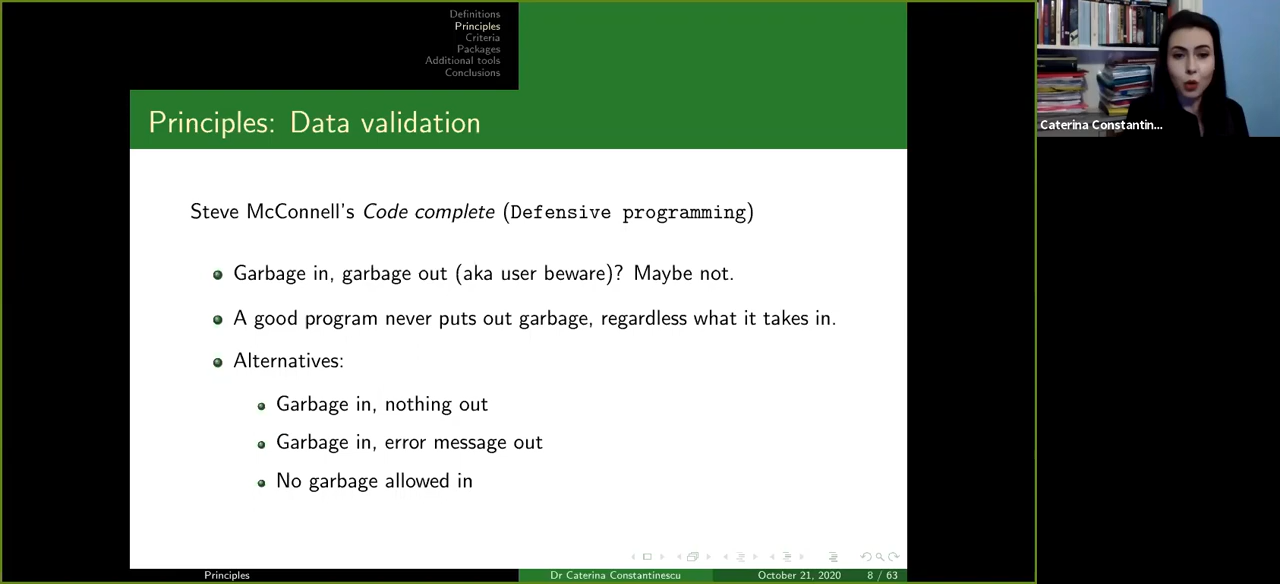 Definitions
Principles
Criteria
Packages
Additional tools
Conclusions
Principles: Data validation
Steve McConnell's Code complete (Defensive programming)
Garbage in, garbage out (aka user beware)? Maybe not.
A good program never puts out garbage, regardless what it takes in.
Alternatives:
Garbage in, nothing out
Garbage in, error message out
No garbage allowed in
Principles
Dr Caterina Constantinescu
October 21, 2020
8 / 63
Caterina Constantin...